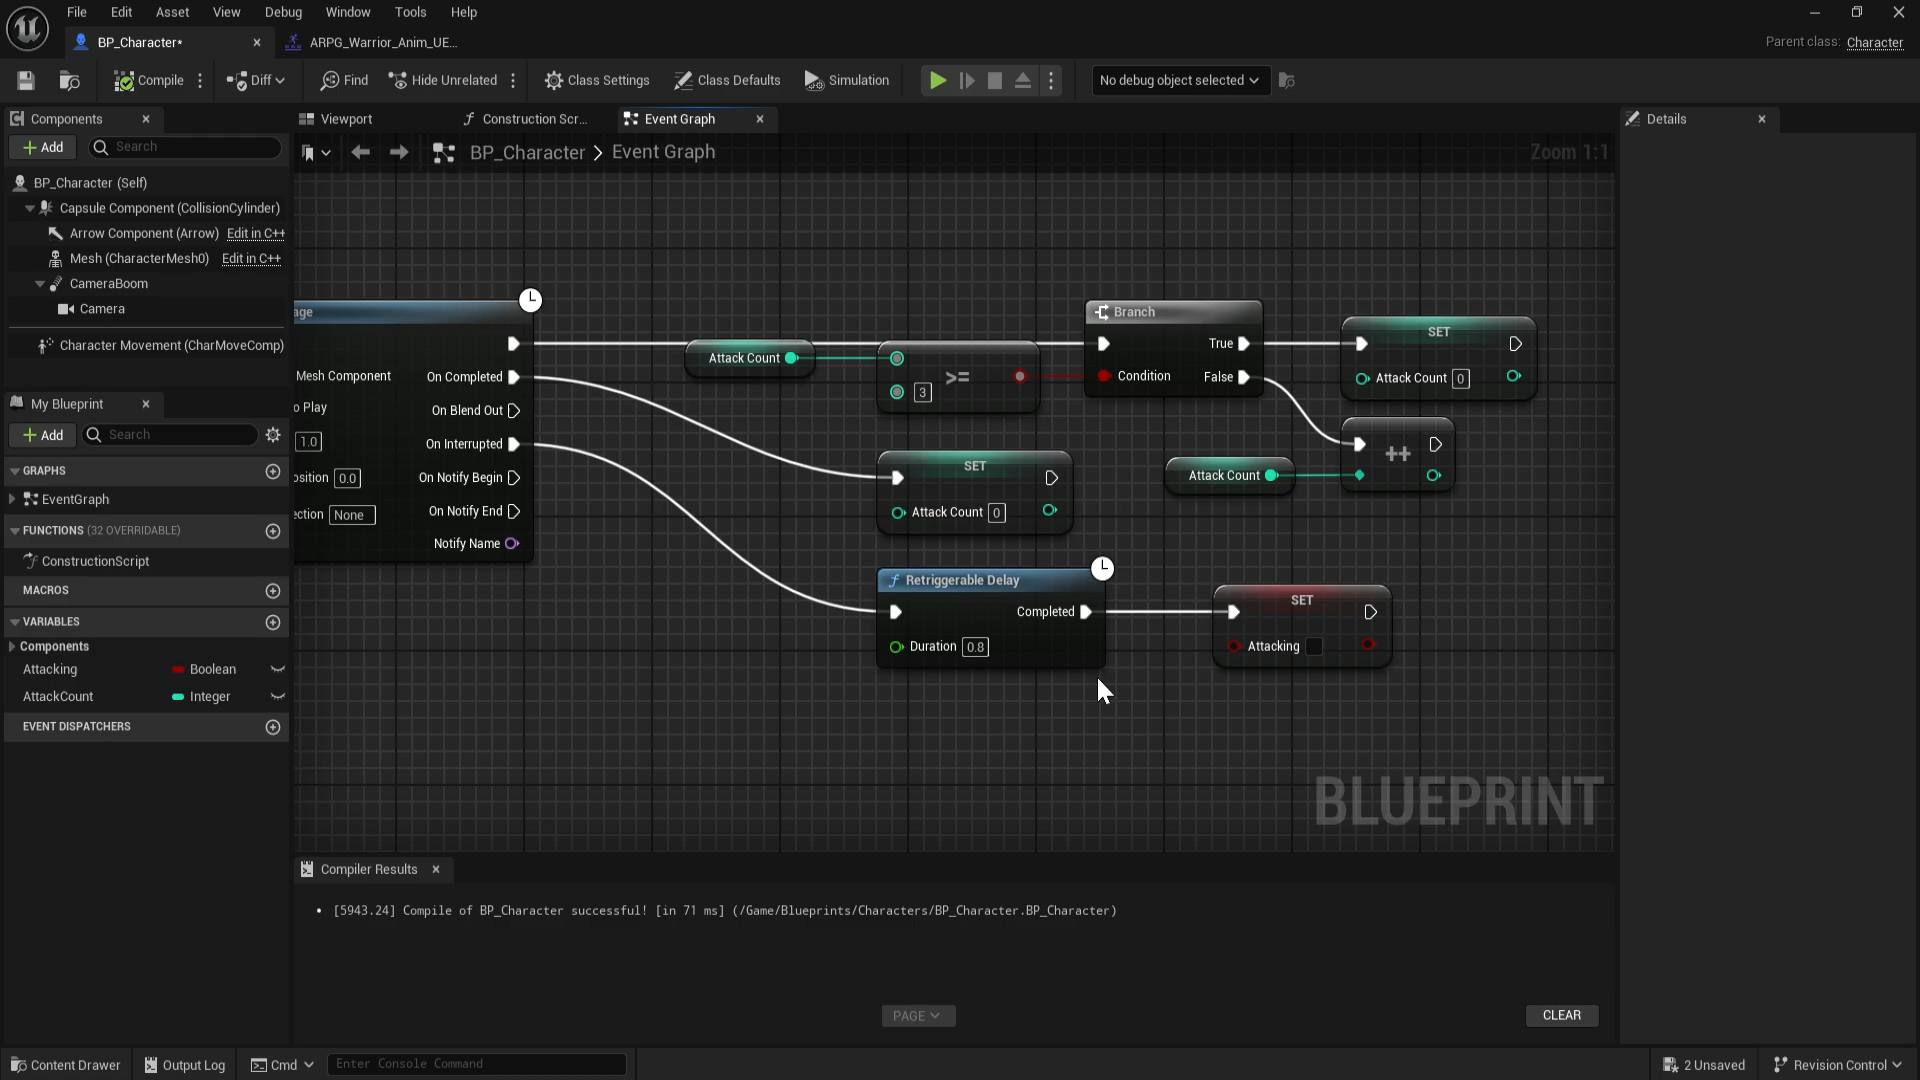 File Edit Asset View Debug Window Tools Help
BP_Character* ARPG_Warrior_Anim_UE...
Parent class: Character
Compile Diff Find Hide Unrelated Class Settings Class Defaults Simulation No debug object selected
Components
Viewport Construction Scr... Event Graph
Details
Add Search
BP_Character > Event Graph
Zoom 1:1
BP_Character (Self)
Capsule Component (CollisionCylinder)
Arrow Component (Arrow) Edit in C++
Mesh (CharacterMesh0) Edit in C++
CameraBoom
Camera
Character Movement (CharMoveComp)
My Blueprint
Add Search
GRAPHS
EventGraph
FUNCTIONS (32 OVERRIDABLE)
ConstructionScript
MACROS
VARIABLES
Components
Attacking Boolean
AttackCount Integer
EVENT DISPATCHERS
age
Mesh Component On Completed
o Play On Blend Out
1.0 On Interrupted
osition 0.0 On Notify Begin
ection None On Notify End
Notify Name
Attack Count
>=
3
Branch
True
Condition False
SET
Attack Count 0
++
Attack Count
SET
Attack Count 0
f Retriggerable Delay
Completed
Duration 0.8
SET
Attacking
BLUEPRINT
Compiler Results
[5943.24] Compile of BP_Character successful! [in 71 ms] (/Game/Blueprints/Characters/BP_Character.BP_Character)
PAGE
CLEAR
Content Drawer Output Log Cmd Enter Console Command 2 Unsaved Revision Control